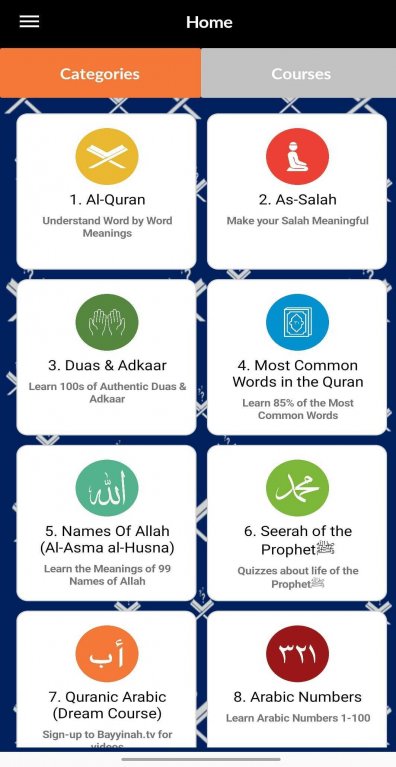 Home
Categories
Courses
1. Al-Quran
Understand Word by Word
Meanings
2. As-Salah
Make your Salah Meaningful
3. Duas & Adkaar
Learn 100s of Authentic Duas &
Adkaar
4. Most Common
Words in the Quran
Learn 85% of the Most
Common Words
الله
5. Names Of Allah
(Al-Asma al-Husna)
Learn the Meanings of 99
Names of Allah
محمد
6. Seerah of the
Prophetﷺ
Quizzes about life of the
Prophetﷺ
أب
7. Quranic Arabic
(Dream Course)
Sign-up to Bayyinah.tv for
videos
٣٢١
8. Arabic Numbers
Learn Arabic Numbers 1-100